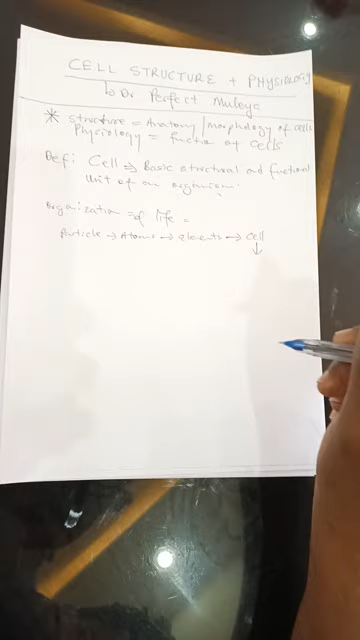 CELL STRUCTURE + PHYSIOLOGY
↳ Dr Perfect Muleya
* Structure = Anatomy / morphology of cells
Physiology = function of cells
Def: Cell → Basic structural and functional
Unit of an organism.
Organization of life =
Particle → Atoms → Elements → Cell
↓